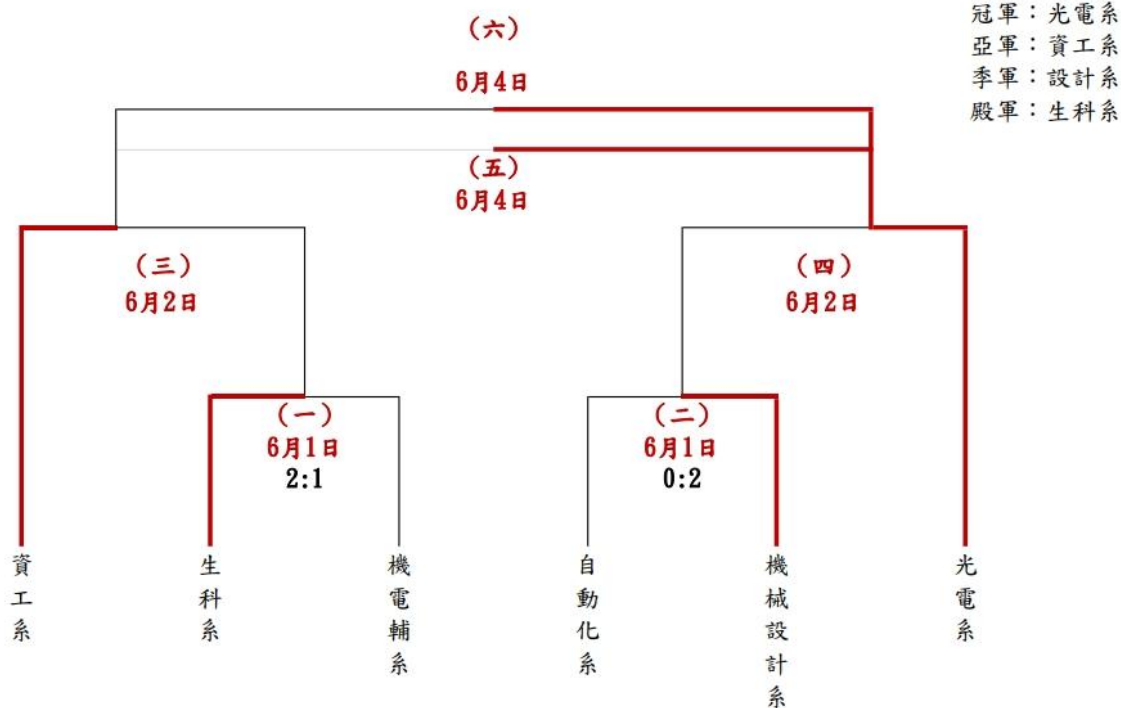 冠軍：光電系
亞軍：資工系
季軍：設計系
殿軍：生科系
(六)
6月4日
(五)
6月4日
(三)
6月2日
(四)
6月2日
(一)
6月1日
2:1
(二)
6月1日
0:2
資工系
生科系
機電輔系
自動化系
機械設計系
光電系